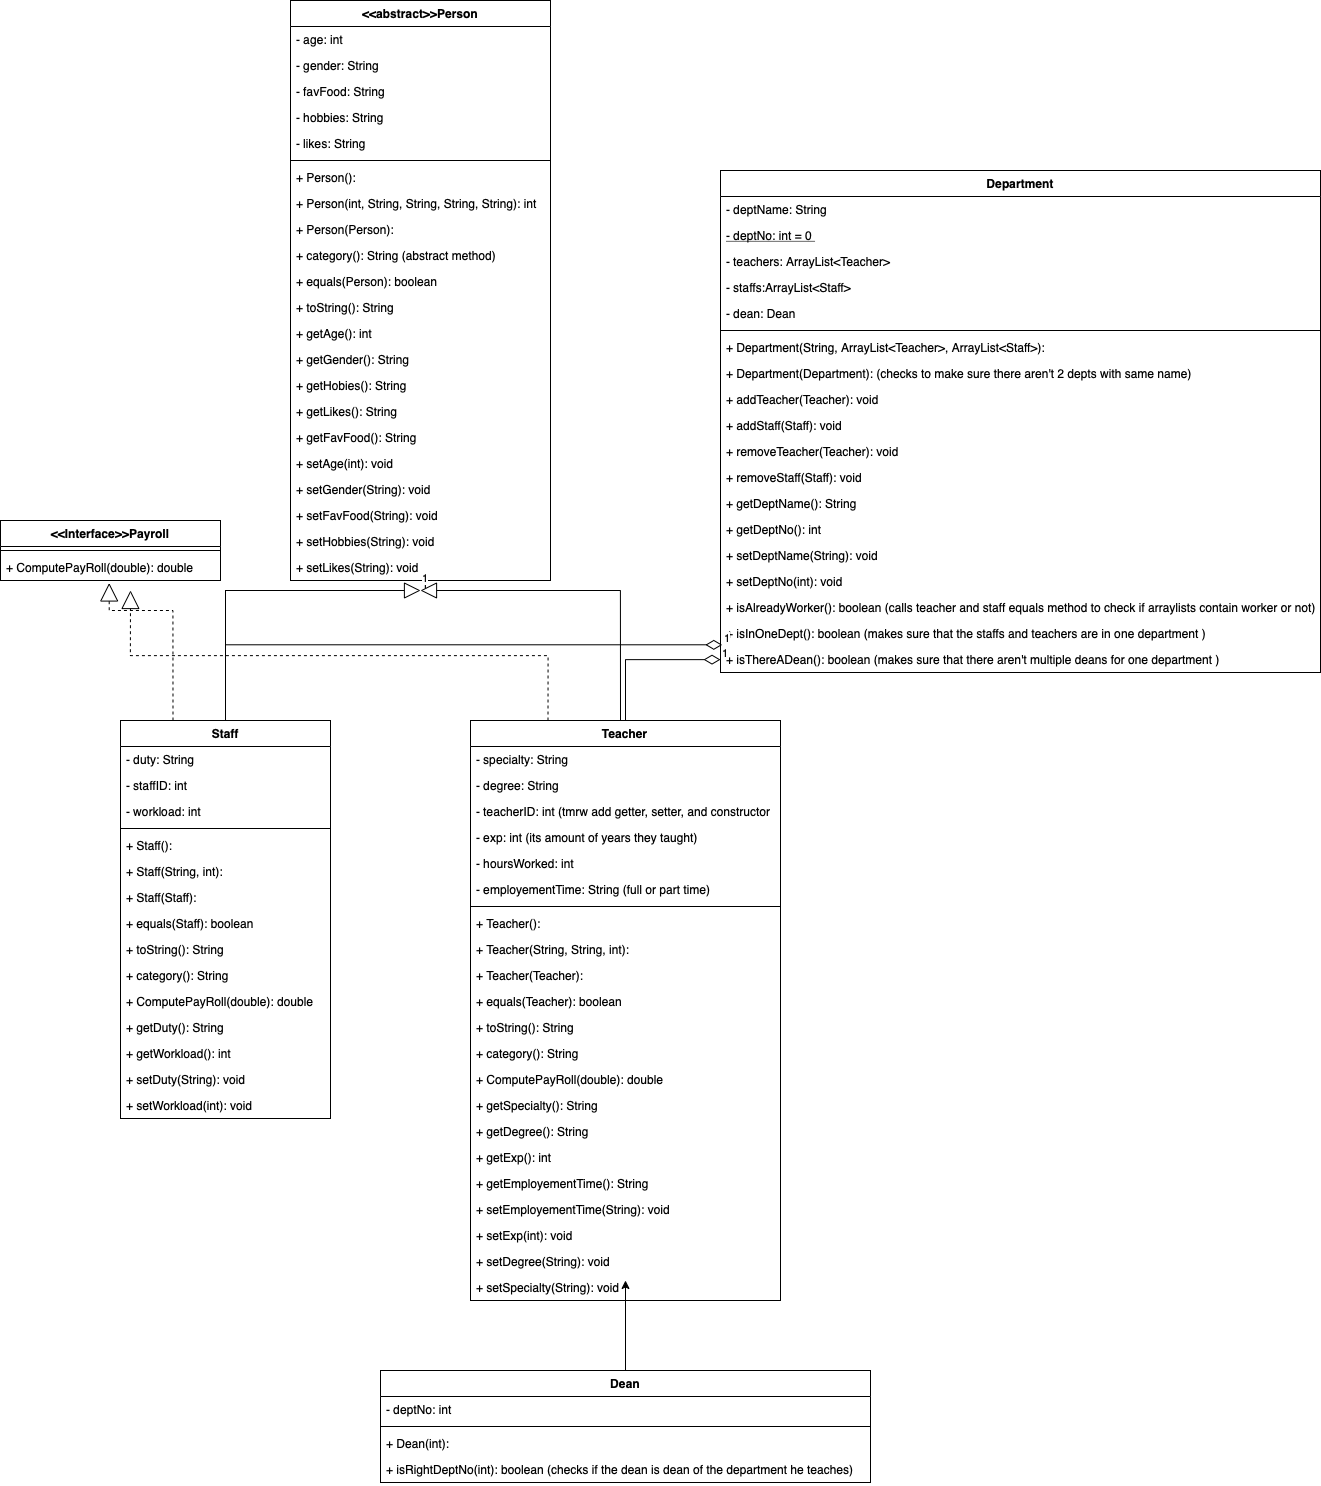 <<abstract>>Person
- age: int
- gender: String
- favFood: String
- hobbies: String
- likes: String
+ Person():
+ Person(int, String, String, String, String): int
+ Person(Person):
+ category(): String (abstract method)
+ equals(Person): boolean
+ toString(): String
+ getAge(): int
+ getGender(): String
+ getHobies(): String
+ getLikes(): String
+ getFavFood(): String
+ setAge(int): void
+ setGender(String): void
+ setFavFood(String): void
+ setHobbies(String): void
+ setLikes(String): void
1
Department
- deptName: String
- deptNo: int = 0
- teachers: ArrayList<Teacher>
- staffs:ArrayList<Staff>
- dean: Dean
+ Department(String, ArrayList<Teacher>, ArrayList<Staff>):
+ Department(Department): (checks to make sure there aren't 2 depts with same name)
+ addTeacher(Teacher): void
+ addStaff(Staff): void
+ removeTeacher(Teacher): void
+ removeStaff(Staff): void
+ getDeptName(): String
+ getDeptNo(): int
+ setDeptName(String): void
+ setDeptNo(int): void
+ isAlreadyWorker(): boolean (calls teacher and staff equals method to check if arraylists contain worker or not)
1
+ isInOneDept(): boolean (makes sure that the staffs and teachers are in one department )
1
+ isThereADean(): boolean (makes sure that there aren't multiple deans for one department )
<<Interface>>Payroll
+ ComputePayRoll(double): double
Staff
- duty: String
- staffID: int
- workload: int
+ Staff():
+ Staff(String, int):
+ Staff(Staff):
+ equals(Staff): boolean
+ toString(): String
+ category(): String
+ ComputePayRoll(double): double
+ getDuty(): String
+ getWorkload(): int
+ setDuty(String): void
+ setWorkload(int): void
Teacher
- specialty: String
- degree: String
- teacherID: int (tmrw add getter, setter, and constructor
- exp: int (its amount of years they taught)
- hoursWorked: int
- employementTime: String (full or part time)
+ Teacher():
+ Teacher(String, String, int):
+ Teacher(Teacher):
+ equals(Teacher): boolean
+ toString(): String
+ category(): String
+ ComputePayRoll(double): double
+ getSpecialty(): String
+ getDegree(): String
+ getExp(): int
+ getEmployementTime(): String
+ setEmployementTime(String): void
+ setExp(int): void
+ setDegree(String): void
+ setSpecialty(String): void
Dean
- deptNo: int
+ Dean(int):
+ isRightDeptNo(int): boolean (checks if the dean is dean of the department he teaches)